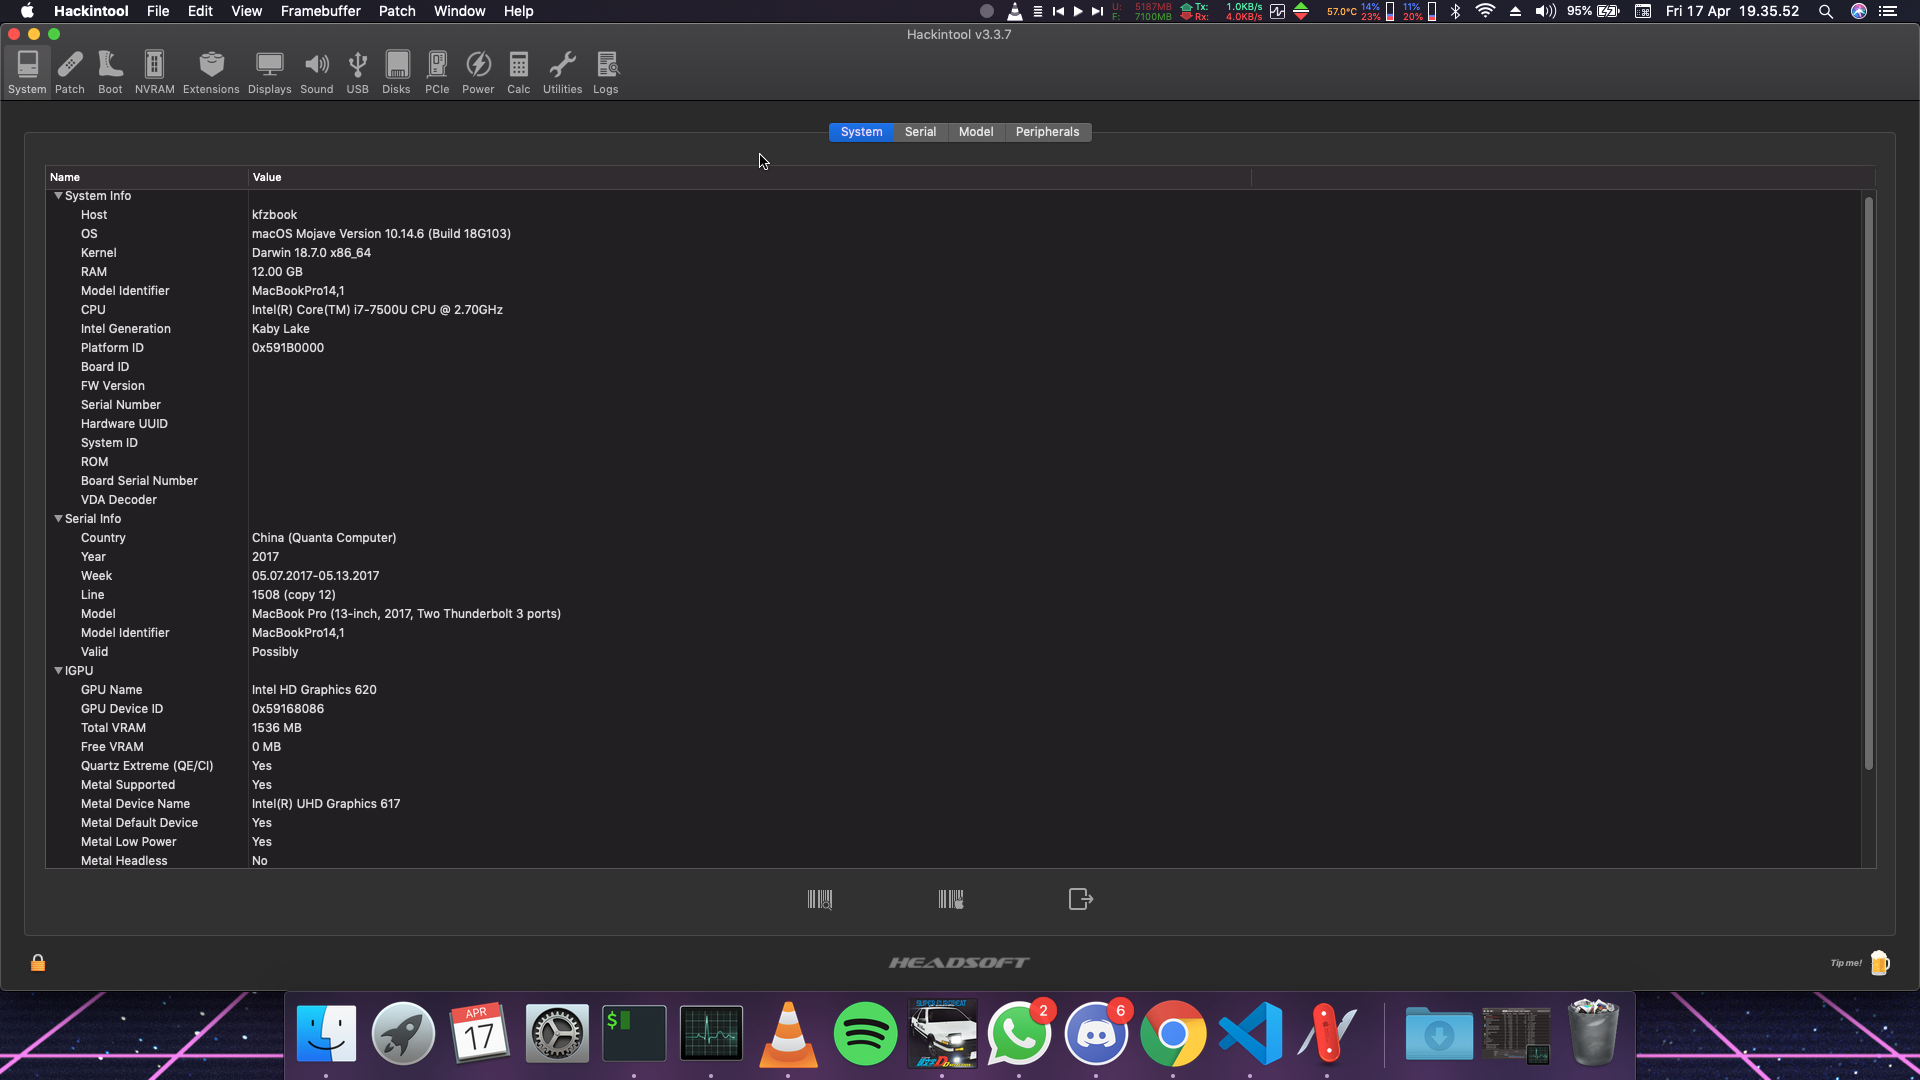 Hackintool File Edit View Framebuffer Patch Window Help
U: 5187MB Tx: 1.0KB/s 57.0°C 14% 11% 95% Fri 17 Apr 19.35.52
F: 7100MB Rx: 4.0KB/s 23% 20%
Hackintool v3.3.7
System Patch Boot NVRAM Extensions Displays Sound USB Disks PCIe Power Calc Utilities Logs
System Serial Model Peripherals
Name Value
System Info
Host kfzbook
OS macOS Mojave Version 10.14.6 (Build 18G103)
Kernel Darwin 18.7.0 x86_64
RAM 12.00 GB
Model Identifier MacBookPro14,1
CPU Intel(R) Core(TM) i7-7500U CPU @ 2.70GHz
Intel Generation Kaby Lake
Platform ID 0x591B0000
Board ID
FW Version
Serial Number
Hardware UUID
System ID
ROM
Board Serial Number
VDA Decoder
Serial Info
Country China (Quanta Computer)
Year 2017
Week 05.07.2017-05.13.2017
Line 1508 (copy 12)
Model MacBook Pro (13-inch, 2017, Two Thunderbolt 3 ports)
Model Identifier MacBookPro14,1
Valid Possibly
IGPU
GPU Name Intel HD Graphics 620
GPU Device ID 0x59168086
Total VRAM 1536 MB
Free VRAM 0 MB
Quartz Extreme (QE/CI) Yes
Metal Supported Yes
Metal Device Name Intel(R) UHD Graphics 617
Metal Default Device Yes
Metal Low Power Yes
Metal Headless No
HEADSOFT
Tip me!
SUPER EUROBEAT
APR
17
$
2
6